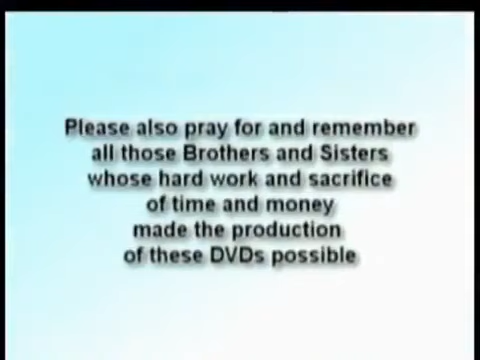 Please also pray for and remember
all those Brothers and Sisters
whose hard work and sacrifice
of time and money
made the production
of these DVDs possible